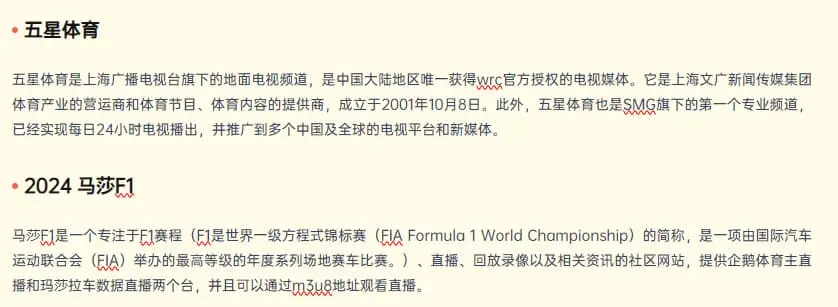 五星体育
五星体育是上海广播电视台旗下的地面电视频道，是中国大陆地区唯一获得wrc官方授权的电视媒体。它是上海文广新闻传媒集团
体育产业的营运商和体育节目、体育内容的提供商，成立于2001年10月8日。此外，五星体育也是SMG旗下的第一个专业频道，
已经实现每日24小时电视播出，并推广到多个中国及全球的电视平台和新媒体。
2024 马莎F1
马莎F1是一个专注于F1赛程（F1是世界一级方程式锦标赛（FIA Formula 1 World Championship）的简称，是一项由国际汽车
运动联合会（FIA）举办的最高等级的年度系列场地赛车比赛。）、直播、回放录像以及相关资讯的社区网站，提供企鹅体育主直
播和玛莎拉车数据直播两个台，并且可以通过m3u8地址观看直播。